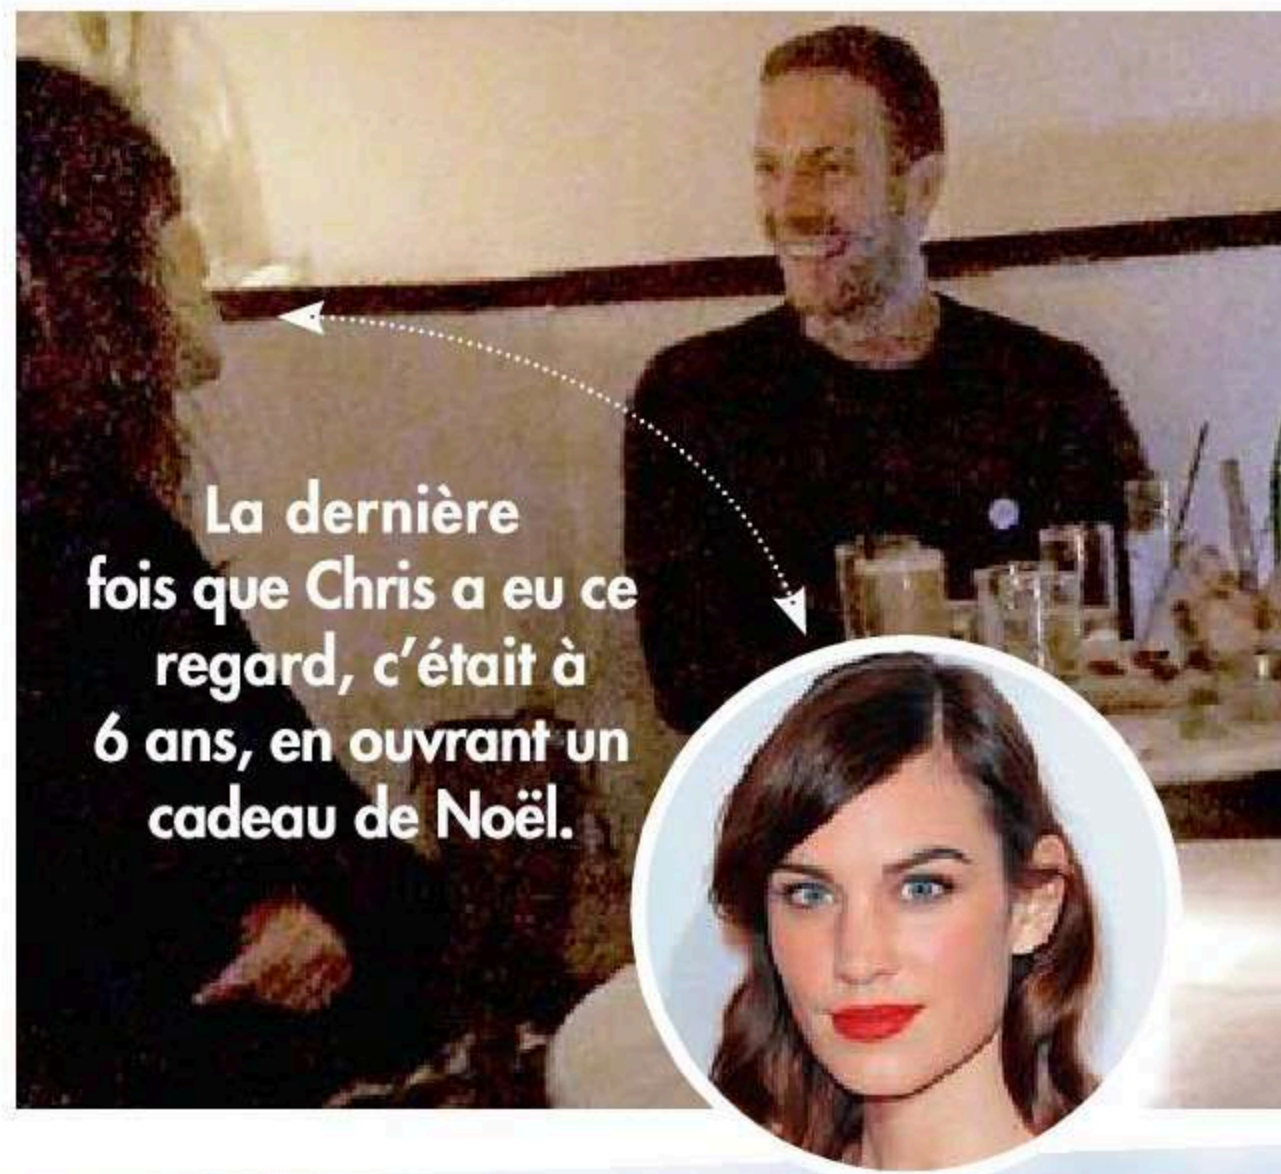 La dernière
fois que Chris a eu ce
regard, c'était à
6 ans, en ouvrant un
cadeau de Noël.